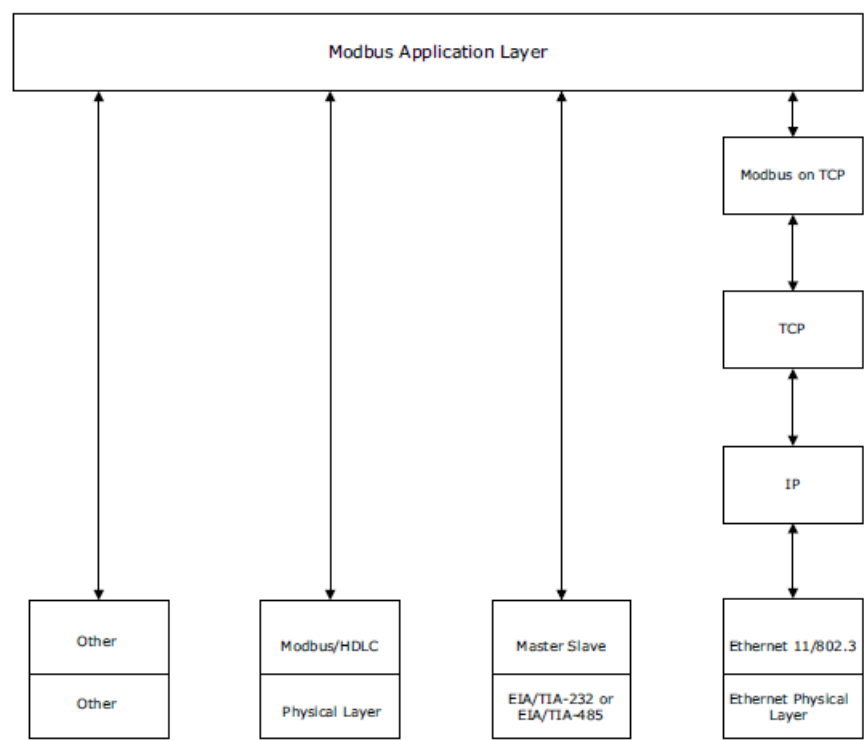 Modbus Application Layer
Modbus on TCP
TCP
IP
Other
Modbus/HDLC
Master Slave
Ethernet 11/802.3
Other
Physical Layer
EIA/TIA-232 or
EIA/TIA-485
Ethernet Physical
Layer